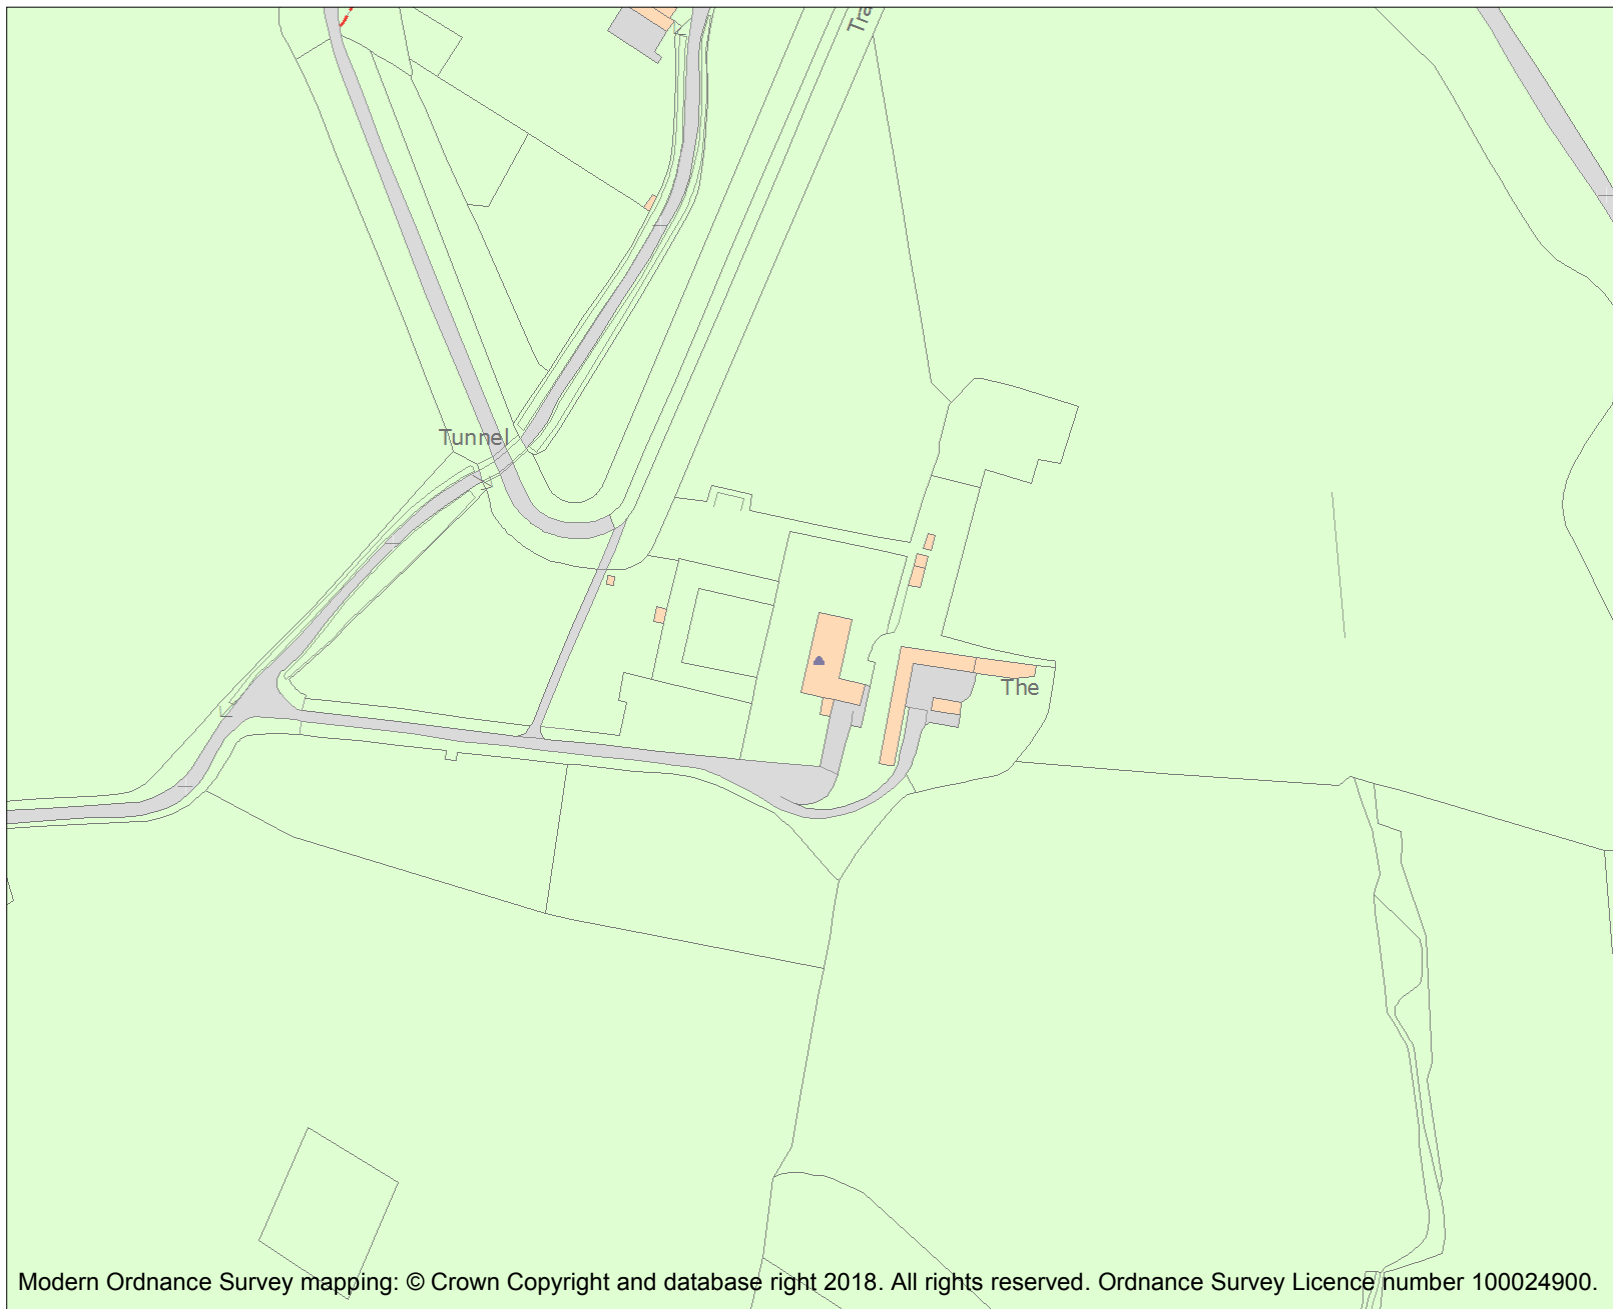 Tra
Tunnel
The
Modern Ordnance Survey mapping: © Crown Copyright and database right 2018. All rights reserved. Ordnance Survey Licence number 100024900.